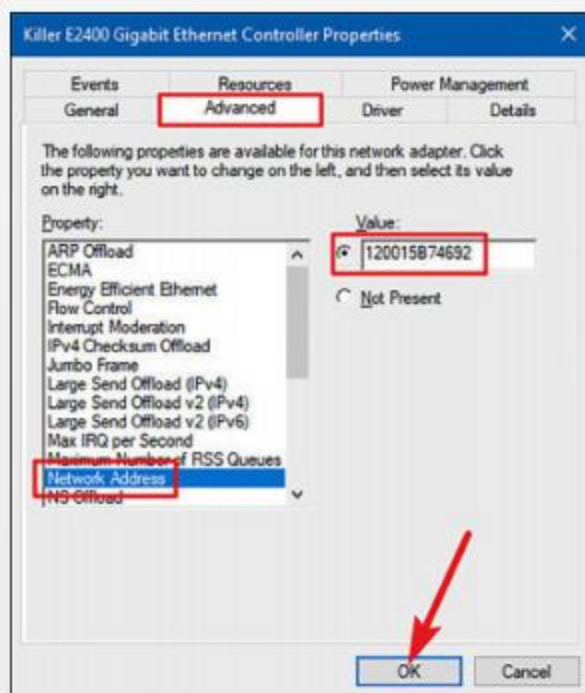 Killer E2400 Gigabit Ethernet Controller Properties
Events Resources Power Management
General Advanced Driver Details
The following properties are available for this network adapter. Click
the property you want to change on the left, and then select its value
on the right.
Property:
Value:
ARP Offload
ECMA
Energy Efficient Ethernet
Flow Control
Interrupt Moderation
IPv4 Checksum Offload
Jumbo Frame
Large Send Offload (IPv4)
Large Send Offload v2 (IPv4)
Large Send Offload v2 (IPv6)
Max IRQ per Second
Maximum Number of RSS Queues
Network Address
NS Offload
120015B74692
Not Present
OK Cancel